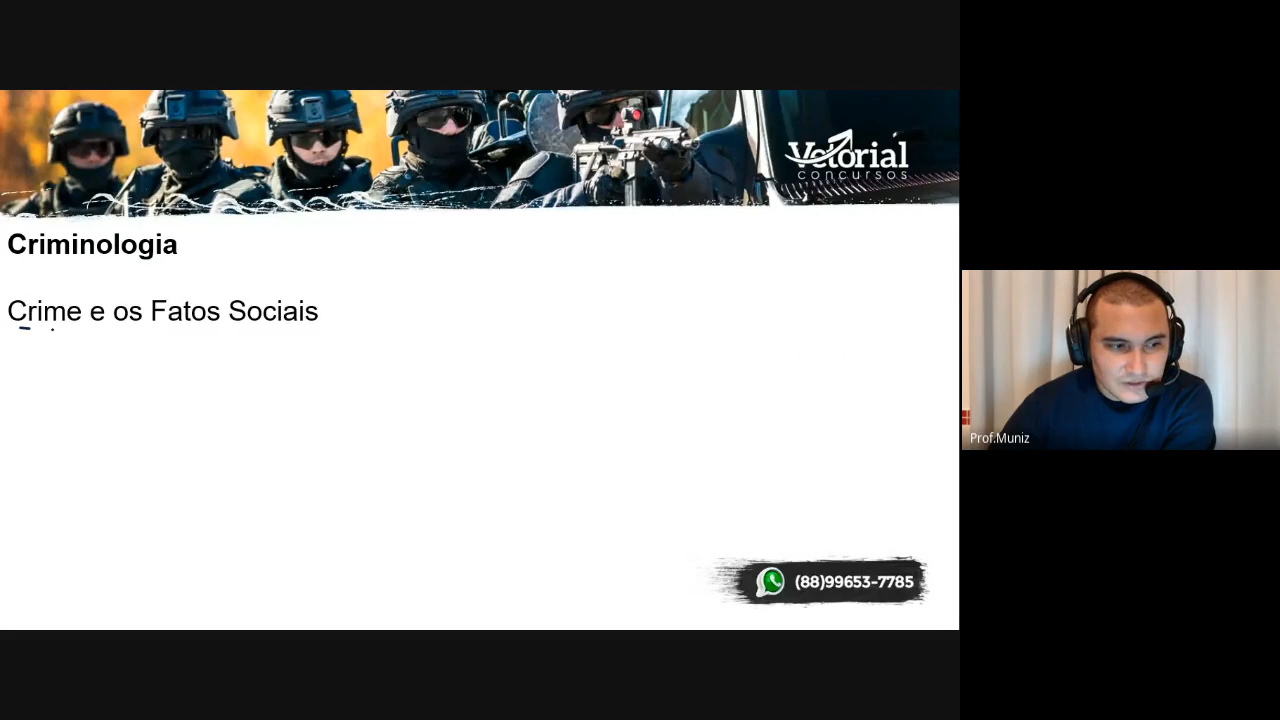 Vetorial
concursos
Criminologia
Crime e os Fatos Sociais
Prof.Muniz
(88)99653-7785